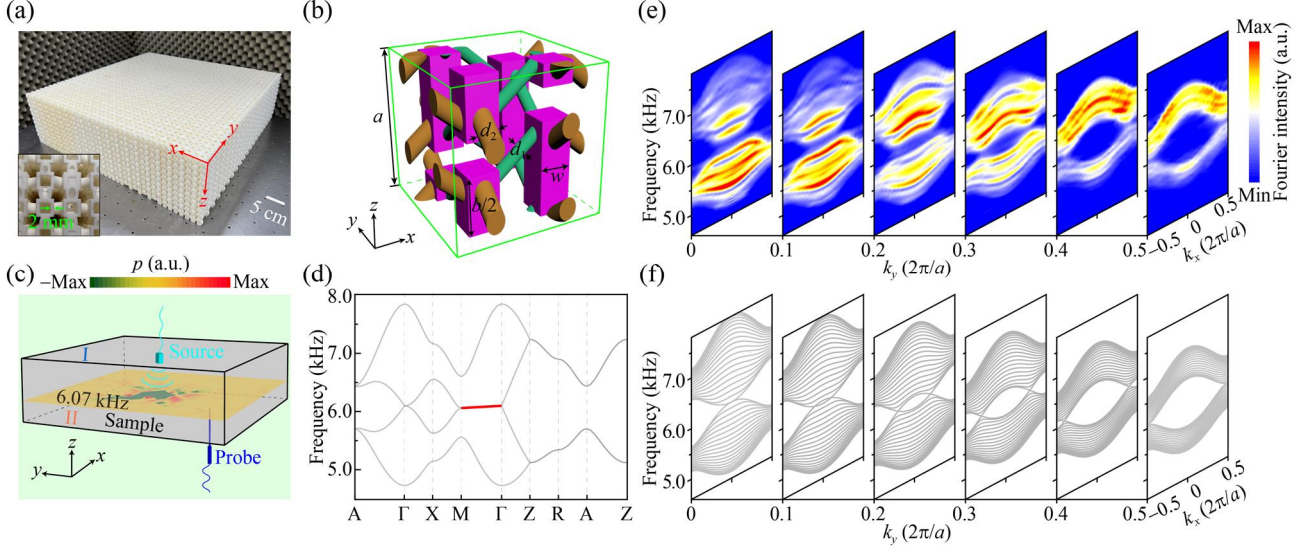 (a)
x
y
z
5 cm
2 mm
(b)
a
d₂
d₁
w
b/2
z
y
x
(c)
p (a.u.)
−Max
Max
I
Source
6.07 kHz
II
Sample
z
y
x
Probe
(d)
Frequency (kHz)
8.0
7.0
6.0
5.0
A Γ X M Γ Z R A Z
(e)
Frequency (kHz)
7.0
6.0
5.0
0 0.1 0.2 0.3 0.4 0.5
k_y (2π/a)
−0.5 0 0.5
k_x (2π/a)
Max
Min
Fourier intensity (a.u.)
(f)
Frequency (kHz)
7.0
6.0
5.0
0 0.1 0.2 0.3 0.4 0.5
k_y (2π/a)
−0.5 0 0.5
k_x (2π/a)